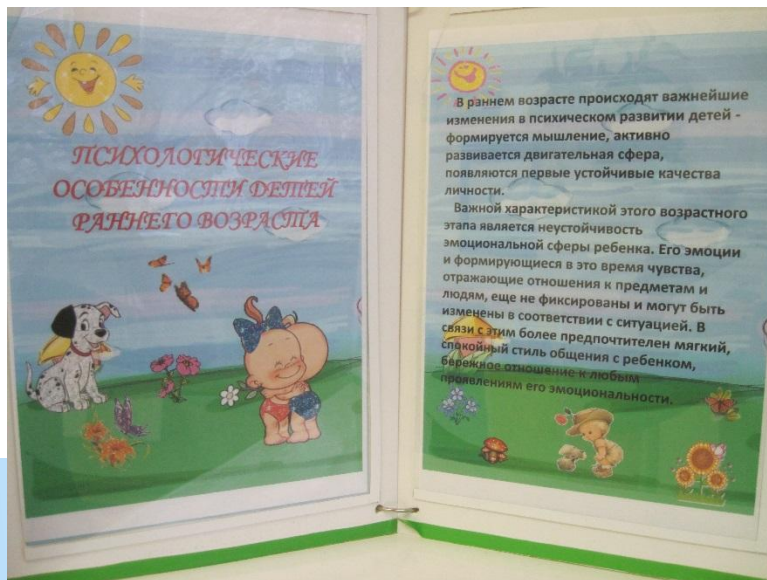 ПСИХОЛОГИЧЕСКИЕ
ОСОБЕННОСТИ ДЕТЕЙ
РАННЕГО ВОЗРАСТА
В раннем возрасте происходят важнейшие
изменения в психическом развитии детей -
формируется мышление, активно
развивается двигательная сфера,
появляются первые устойчивые качества
личности.
Важной характеристикой этого возрастного
этапа является неустойчивость
эмоциональной сферы ребенка. Его эмоции
и формирующиеся в это время чувства,
отражающие отношения к предметам и
людям, еще не фиксированы и могут быть
изменены в соответствии с ситуацией. В
связи с этим более предпочтителен мягкий,
спокойный стиль общения с ребенком,
бережное отношение к любым
проявлениям его эмоциональности.